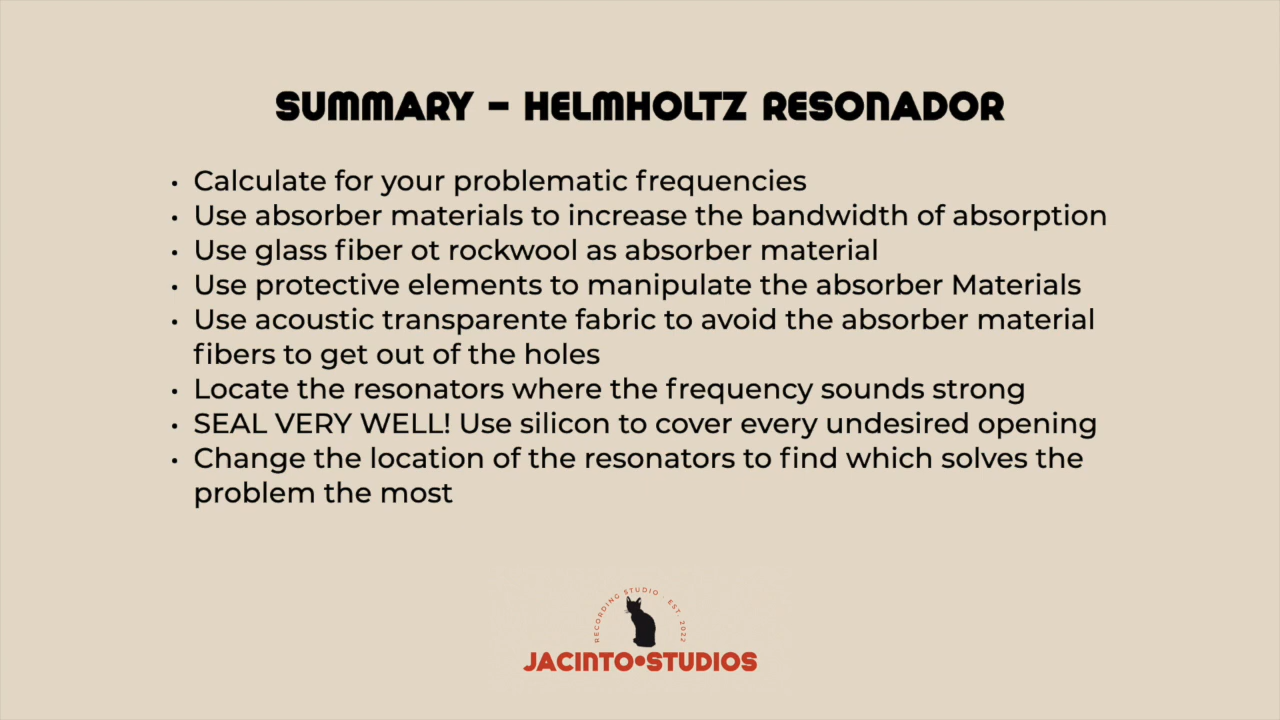 SUMMARY - HELMHOLTZ RESONADOR
• Calculate for your problematic frequencies
• Use absorber materials to increase the bandwidth of absorption
• Use glass fiber ot rockwool as absorber material
• Use protective elements to manipulate the absorber Materials
• Use acoustic transparente fabric to avoid the absorber material
fibers to get out of the holes
• Locate the resonators where the frequency sounds strong
• SEAL VERY WELL! Use silicon to cover every undesired opening
• Change the location of the resonators to find which solves the
problem the most
RECORDING STUDIO · EST 2022
JACINTO•STUDIOS